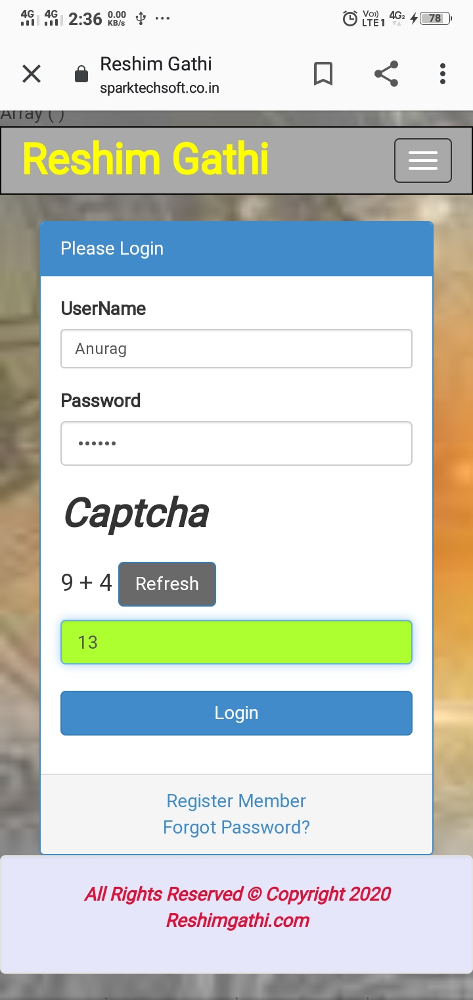 4G 4G 2:36 0.00 KB/s ... Vo)) LTE1 4G2 78
Reshim Gathi
sparktechsoft.co.in
Array ( )
Reshim Gathi
Please Login
UserName
Anurag
Password
••••••
Captcha
9 + 4 Refresh
13
Login
Register Member
Forgot Password?
All Rights Reserved © Copyright 2020
Reshimgathi.com